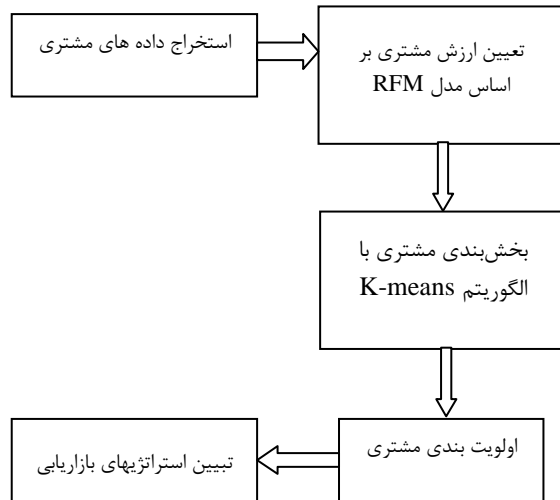 استخراج داده های مشتری
تعیین ارزش مشتری بر
اساس مدل RFM
بخش‌بندی مشتری با
الگوریتم K-means
اولویت بندی مشتری
تبیین استراتژیهای بازاریابی